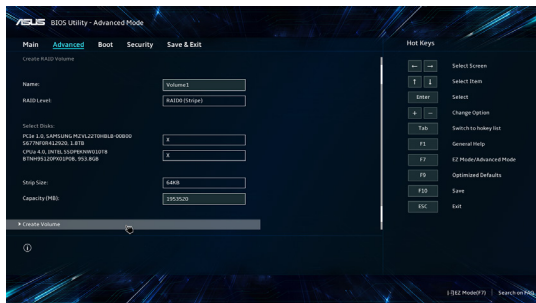 ASUS BIOS Utility - Advanced Mode
Main Advanced Boot Security Save & Exit
Hot Keys
Create RAID Volume
Name: Volume1
RAID Level: RAID0 (Stripe)
Select Disks:
PCIe 1.0, SAMSUNG MZVLZ2T0HBLB-00B00
S677NF0R412920, 1.8TB X
CPUa 4.0, INTEL SSDPEKNW010T8
BTNH95120PX01P0B, 953.8GB X
Strip Size: 64KB
Capacity (MB): 1953520
Create Volume
← → Select Screen
↑ ↓ Select Item
Enter Select
+ − Change Option
Tab Switch to hokey list
F1 General Help
F7 EZ Mode/Advanced Mode
F9 Optimized Defaults
F10 Save
ESC Exit
EZ Mode(F7) | Search on FAQ